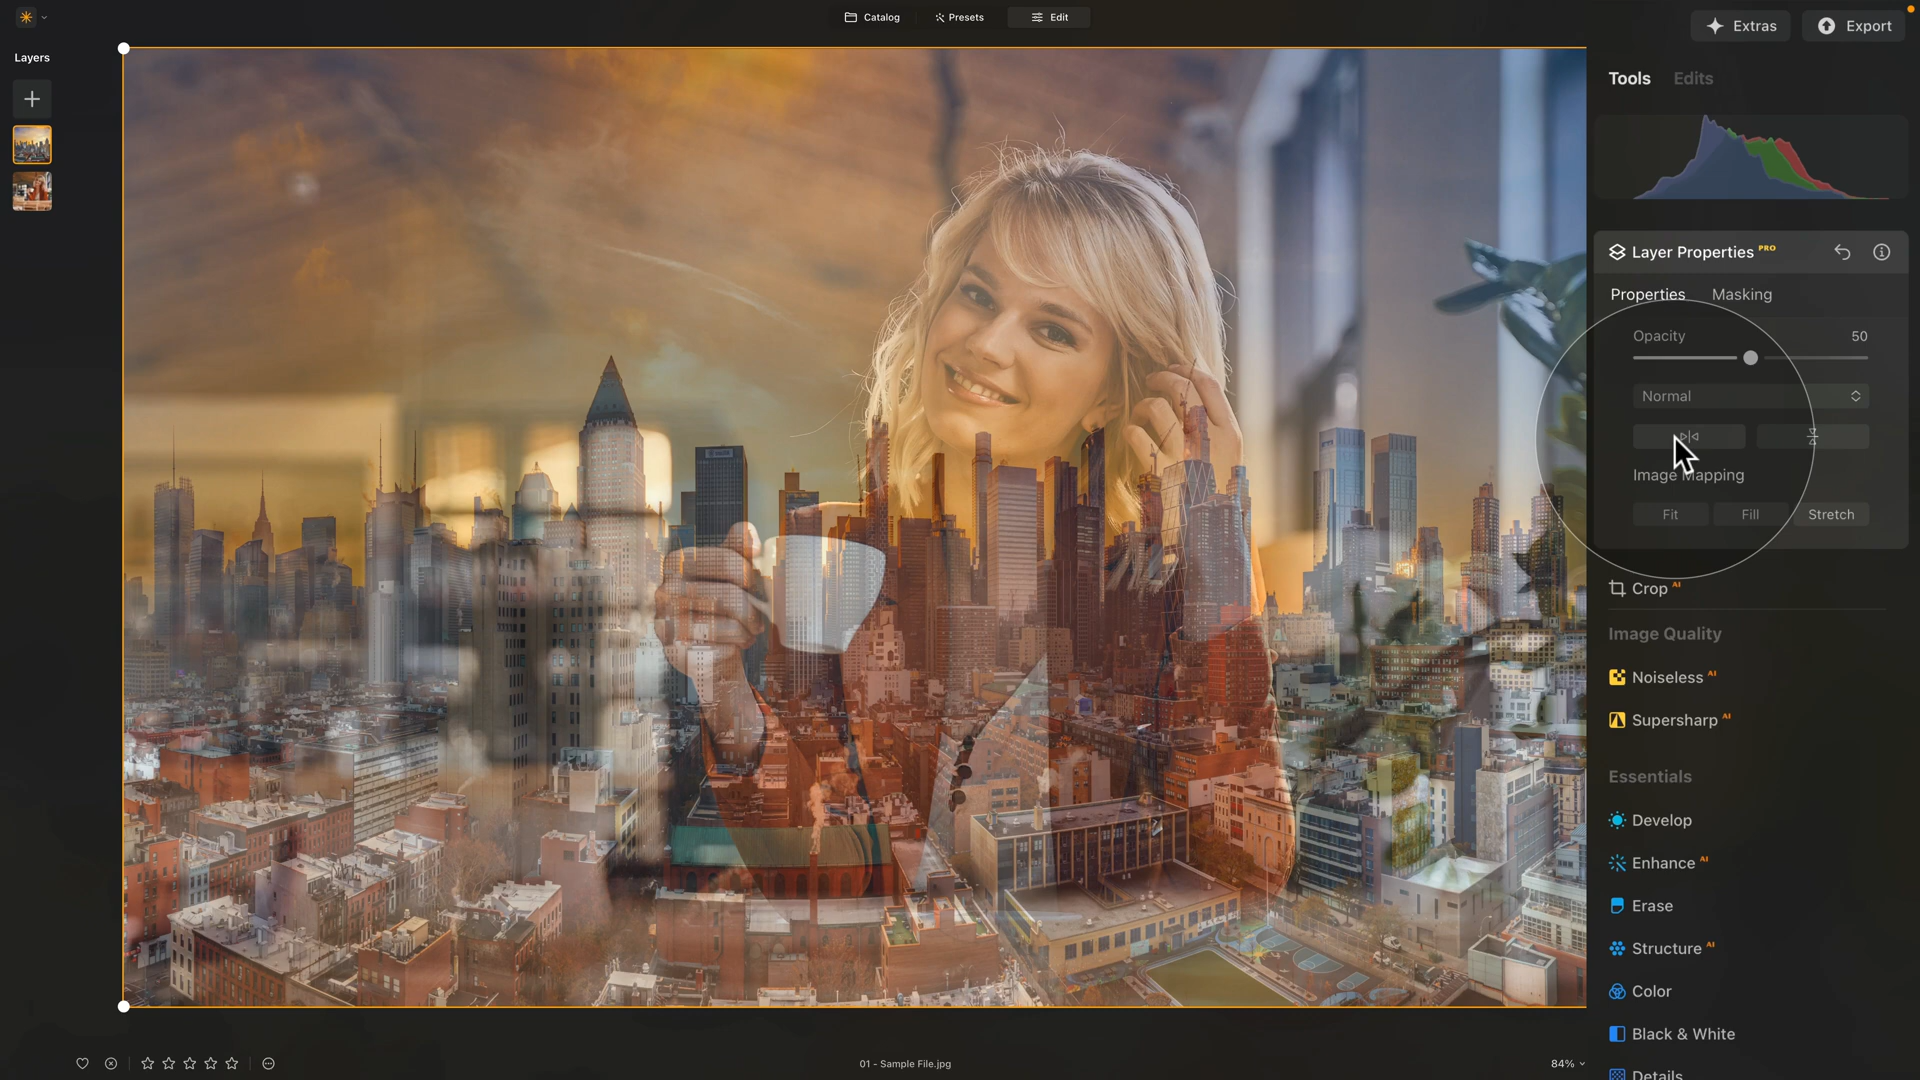 Catalog
Presets
Edit
Extras
Export
Layers
Tools
Edits
Layer Properties PRO
Properties
Masking
Opacity
50
Normal
Image Mapping
Fit
Fill
Stretch
Crop AI
Image Quality
Noiseless AI
Supersharp AI
Essentials
Develop
Enhance AI
Erase
Structure AI
Color
Black & White
Details
01 - Sample File.jpg
84%